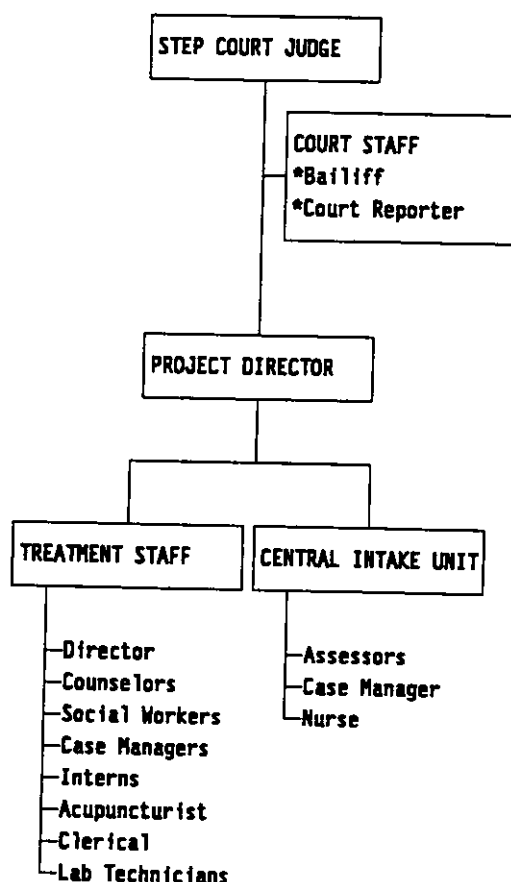 STEP COURT JUDGE
COURT STAFF
*Bailiff
*Court Reporter
PROJECT DIRECTOR
TREATMENT STAFF
CENTRAL INTAKE UNIT
Director
Counselors
Social Workers
Case Managers
Interns
Acupuncturist
Clerical
Lab Technicians
Assessors
Case Manager
Nurse